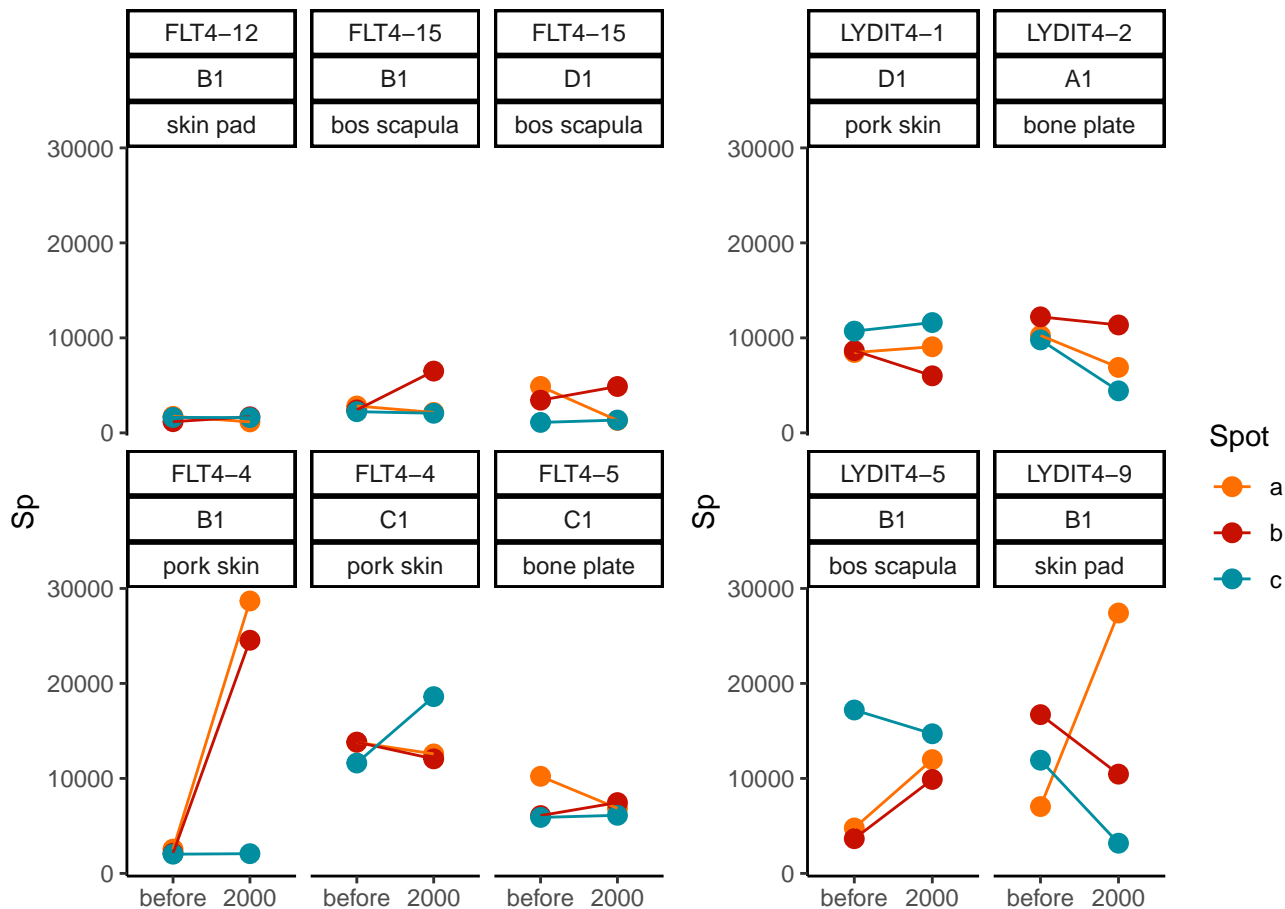 FLT4−12 FLT4−15 FLT4−15 LYDIT4−1 LYDIT4−2
B1 B1 D1 D1 A1
skin pad bos scapula bos scapula pork skin bone plate
30000 30000
20000 20000
10000 10000
0 0
FLT4−4 FLT4−4 FLT4−5 LYDIT4−5 LYDIT4−9
B1 C1 C1 B1 B1
pork skin pork skin bone plate bos scapula skin pad
30000 30000
20000 20000
10000 10000
0 0
before 2000 before 2000 before 2000 before 2000 before 2000
Sp
Sp
Spot
a
b
c